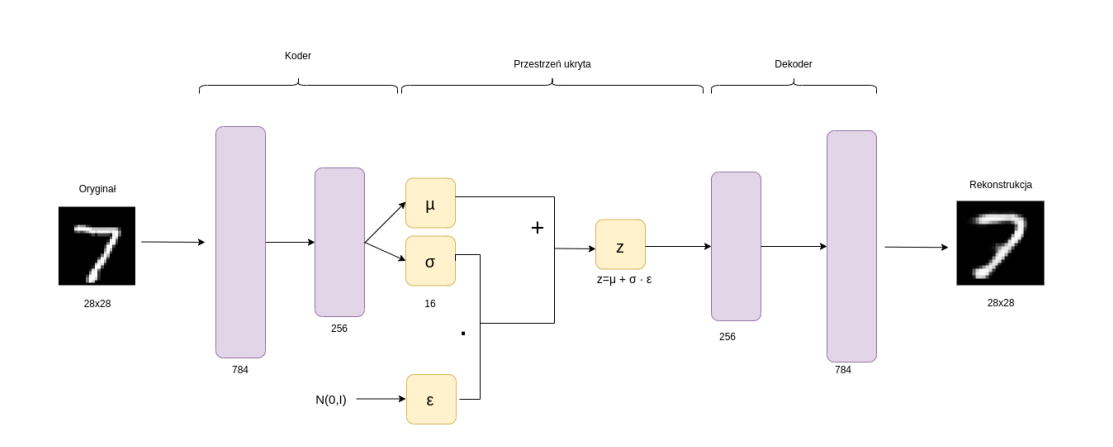 Koder
Przestrzeń ukryta
Dekoder
Oryginał
28x28
784
256
μ
σ
16
·
N(0,I)
ε
+
z
z=μ + σ · ε
256
784
Rekonstrukcja
28x28